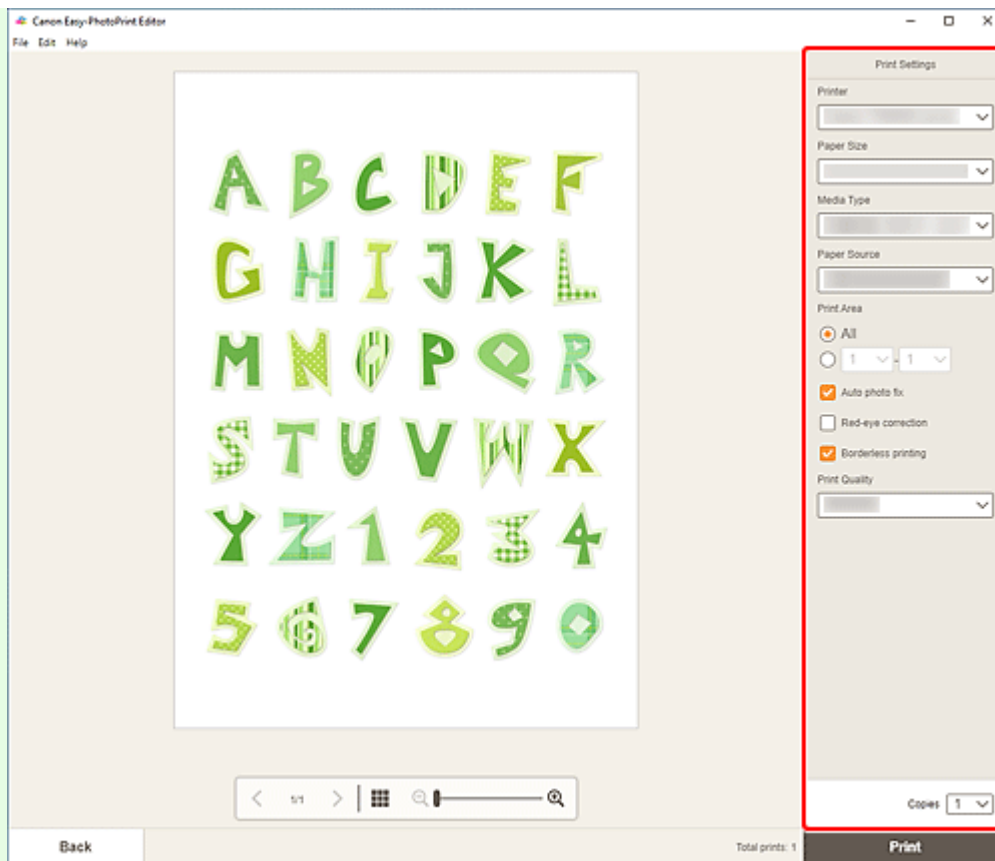 Canon Easy-PhotoPrint Editor
File Edit Help
Print Settings
Printer
Paper Size
Media Type
Paper Source
Print Area
All
1 - 1
Auto photo fix
Red-eye correction
Borderless printing
Print Quality
A B C D E F
G H I J K L
M N O P Q R
S T U V W X
Y Z 1 2 3 4
5 6 7 8 9 0
1/1
Copies 1
Back
Total prints: 1
Print